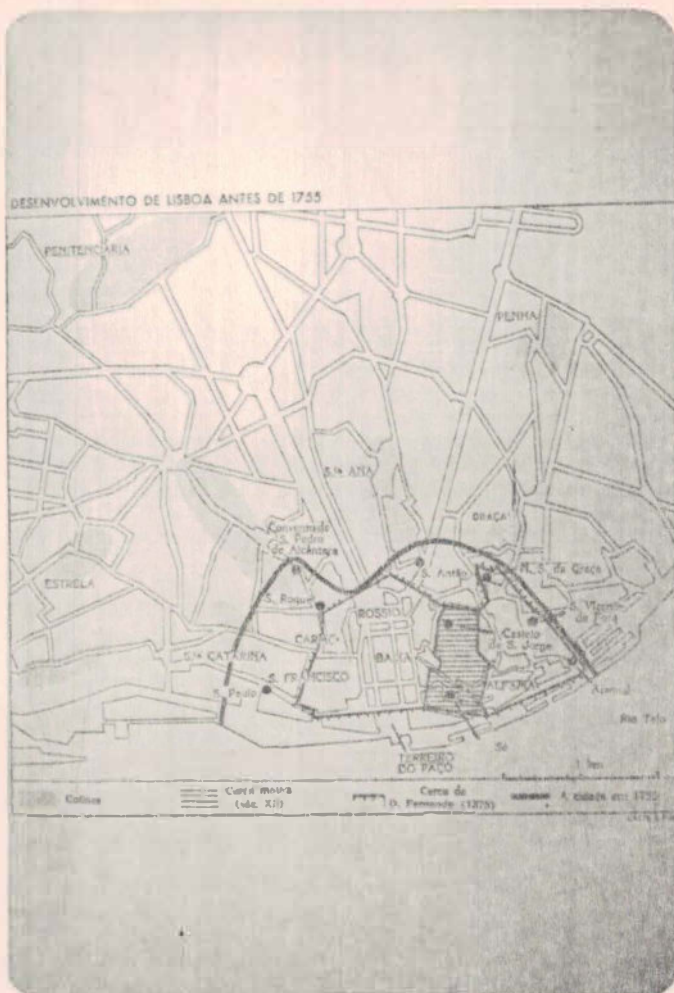 DESENVOLVIMENTO DE LISBOA ANTES DE 1755
PENITENCIARIA
PENHA
S.ta ANA
GRAÇA
Convento de
S. Pedro
de Alcântara
S. Antão
N. S. da Graça
ESTRELA
S. Roque
ROSSIO
S. Vicente
de Fora
CARMO
Castelo
de S. Jorge
S.ta CATARINA
BAIXA
S. FRANCISCO
ALFAMA
S. Paulo
Rio Tejo
Sé
TERREIRO
DO PAÇO
1 km
Colinas
Cerca moura
(séc. XII)
Cerca de
D. Fernando (1375)
A cidade em 1755